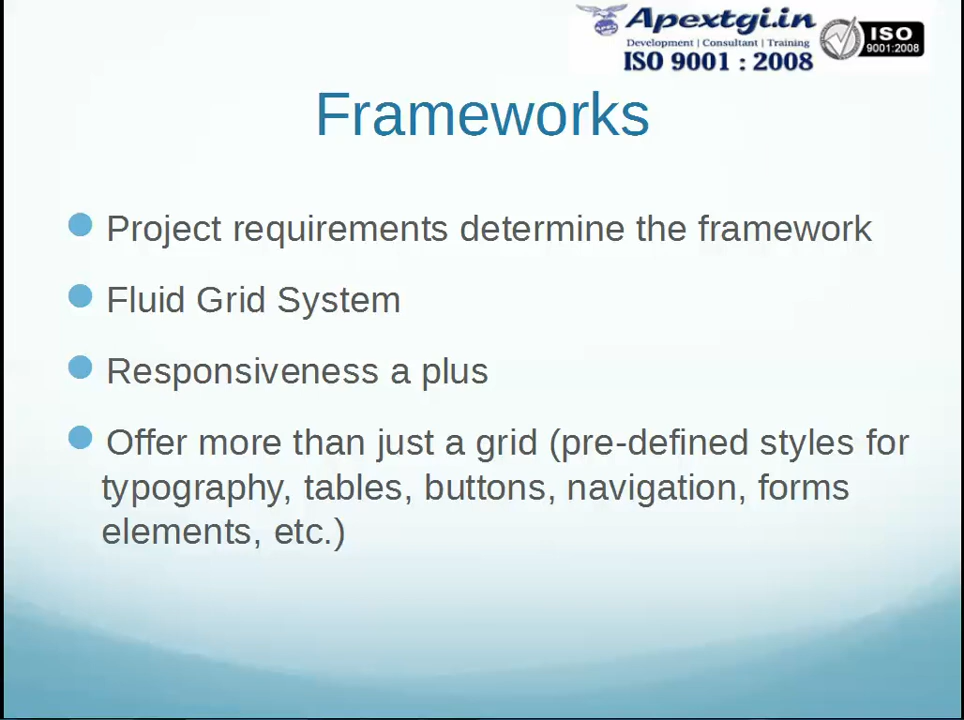 Apextgi.in
Development | Consultant | Training
ISO 9001 : 2008
ISO
9001:2008
Frameworks
Project requirements determine the framework
Fluid Grid System
Responsiveness a plus
Offer more than just a grid (pre-defined styles for
typography, tables, buttons, navigation, forms
elements, etc.)